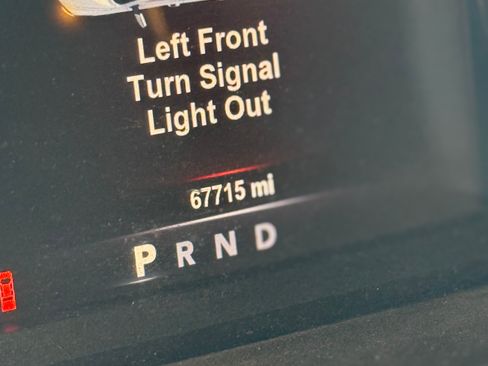 Left Front
Turn Signal
Light Out
67715 mi
P R N D